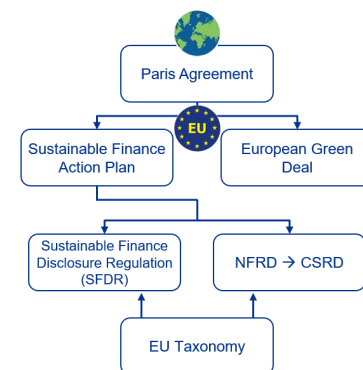 Paris Agreement
EU
Sustainable Finance
Action Plan
European Green
Deal
Sustainable Finance
Disclosure Regulation
(SFDR)
NFRD → CSRD
EU Taxonomy